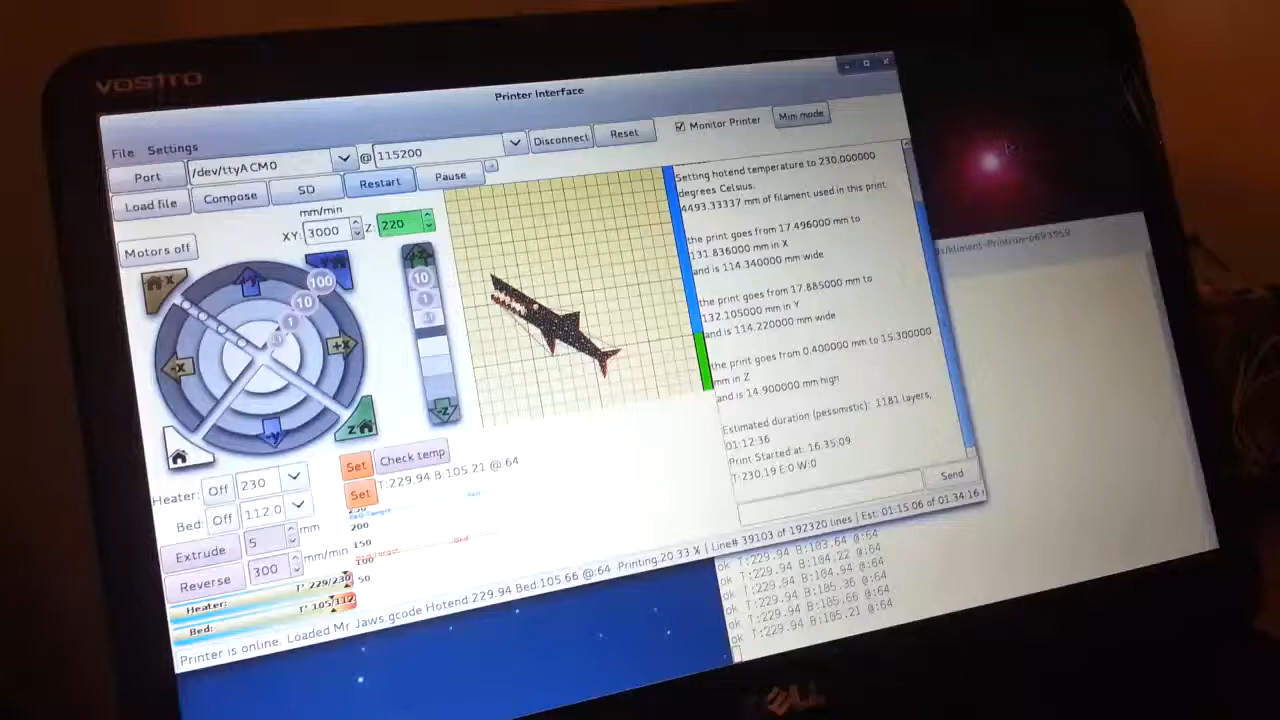 VOSTRO
Printer Interface
File Settings
Port /dev/ttyACM0 @ 115200 Disconnect Reset Monitor Printer Mini mode
Load file Compose SD Restart Pause
mm/min
Motors off XY: 3000 Z: 220
+Y 100
10
1
-X +X
-Y
Z
10
1
-Z
Setting hotend temperature to 230.000000
degrees Celsius.
4493.33337 mm of filament used in this print
the print goes from 17.496000 mm to
131.836000 mm in X
and is 114.340000 mm wide
the print goes from 17.885000 mm to
132.105000 mm in Y
and is 114.220000 mm wide
the print goes from 0.400000 mm to 15.300000
mm in Z
and is 14.900000 mm high
Estimated duration (pessimistic): 1181 layers,
01:12:36
Print Started at: 16:35:09
T:230.19 E:0 W:0
Send
Heater: Off 230 Set Check temp
Bed: Off 112.0 Set T:229.94 B:105.21 @:64
Extrude 5 mm
Reverse 300 mm/min
200
150
100
50
Bed
Heater: T° 229/230
Bed: T° 105/112
Printer is online. Loaded Mr Jaws.gcode Hotend:229.94 Bed:105.66 @:64 Printing:20.33 % | Line# 39103 of 192320 lines | Est: 01:15:06 of 01:34:16
ok T:229.94 B:103.64 @:64
ok T:229.94 B:104.22 @:64
ok T:229.94 B:104.94 @:64
ok T:229.94 B:105.36 @:64
ok T:229.94 B:105.66 @:64
ok T:229.94 B:105.21 @:64
DELL